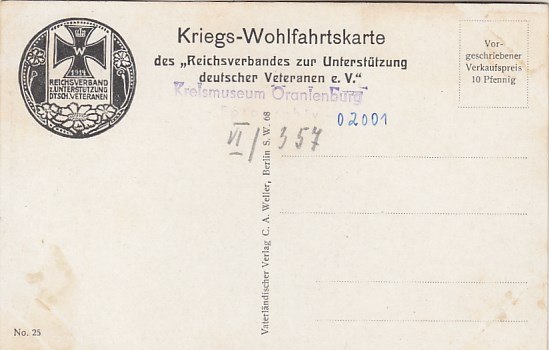 Kriegs-Wohlfahrtskarte
des „Reichsverbandes zur Unterstützung
deutscher Veteranen e. V.“
Kreismuseum Oranienburg
02001
VI/357
W
1914
REICHSVERBAND
Z.UNTERSTÜTZUNG
DTSCH.VETERANEN
Vor-
geschriebener
Verkaufspreis
10 Pfennig
Vaterländischer Verlag C. A. Weller, Berlin S.W. 68
No. 25